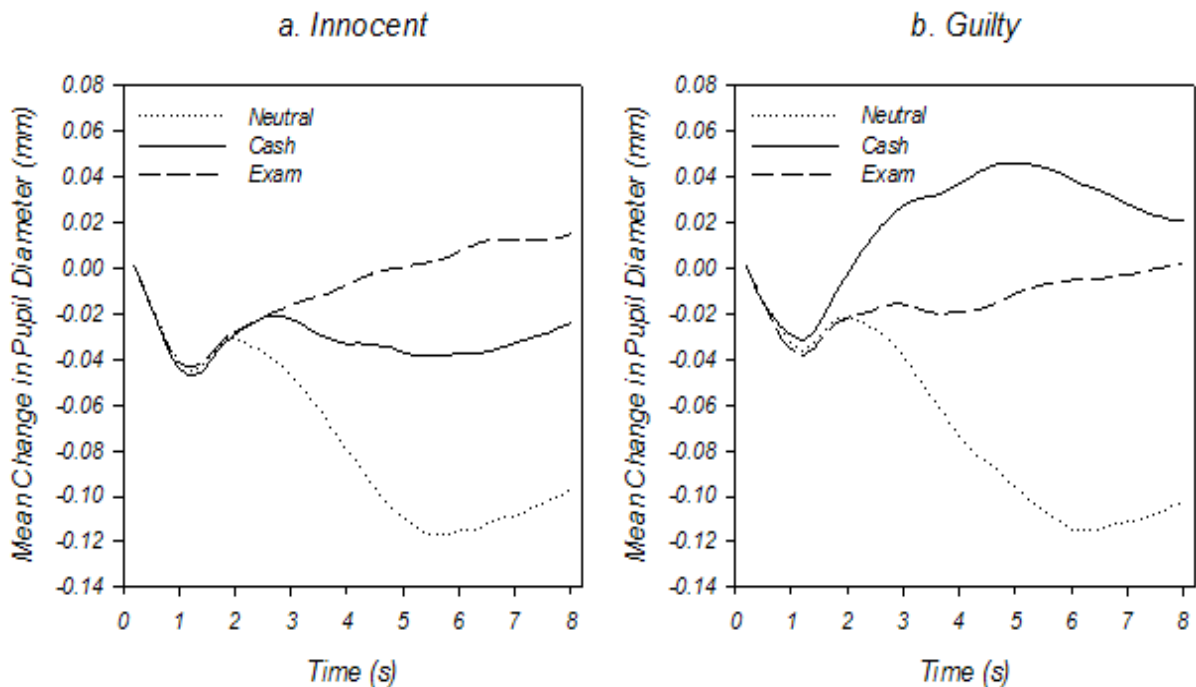 a. Innocent
Mean Change in Pupil Diameter (mm)
0.08
0.06
0.04
0.02
0.00
-0.02
-0.04
-0.06
-0.08
-0.10
-0.12
-0.14
Neutral
Cash
Exam
0 1 2 3 4 5 6 7 8
Time (s)
b. Guilty
Mean Change in Pupil Diameter (mm)
0.08
0.06
0.04
0.02
0.00
-0.02
-0.04
-0.06
-0.08
-0.10
-0.12
-0.14
Neutral
Cash
Exam
0 1 2 3 4 5 6 7 8
Time (s)